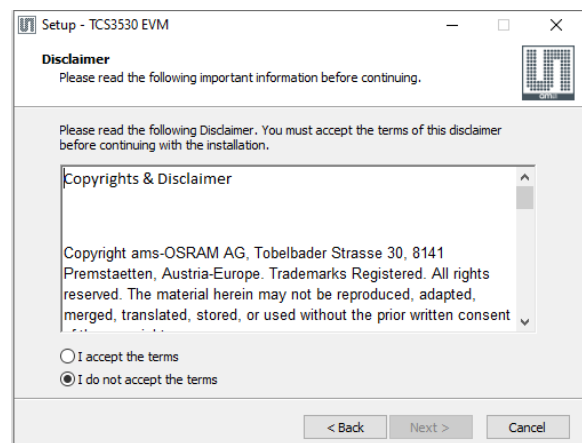 Setup - TCS3530 EVM
Disclaimer
Please read the following important information before continuing.
am
Please read the following Disclaimer. You must accept the terms of this disclaimer
before continuing with the installation.
Copyrights & Disclaimer
Copyright ams-OSRAM AG, Tobelbader Strasse 30, 8141
Premstaetten, Austria-Europe. Trademarks Registered. All rights
reserved. The material herein may not be reproduced, adapted,
merged, translated, stored, or used without the prior written consent
I accept the terms
I do not accept the terms
< Back
Next >
Cancel